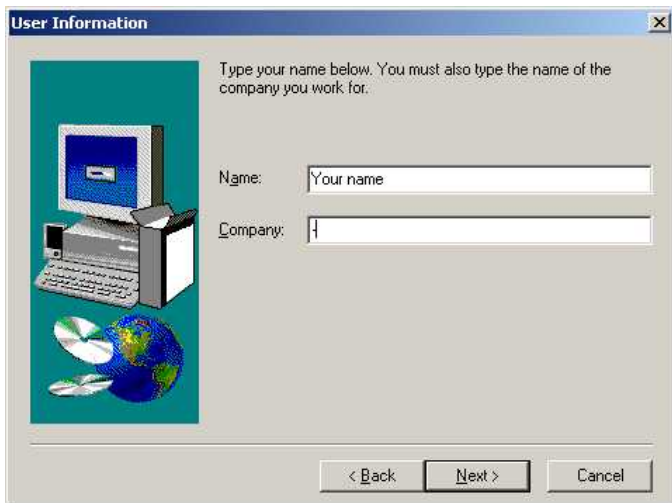 User Information
Type your name below. You must also type the name of the
company you work for.
Name: Your name
Company: -
< Back Next > Cancel